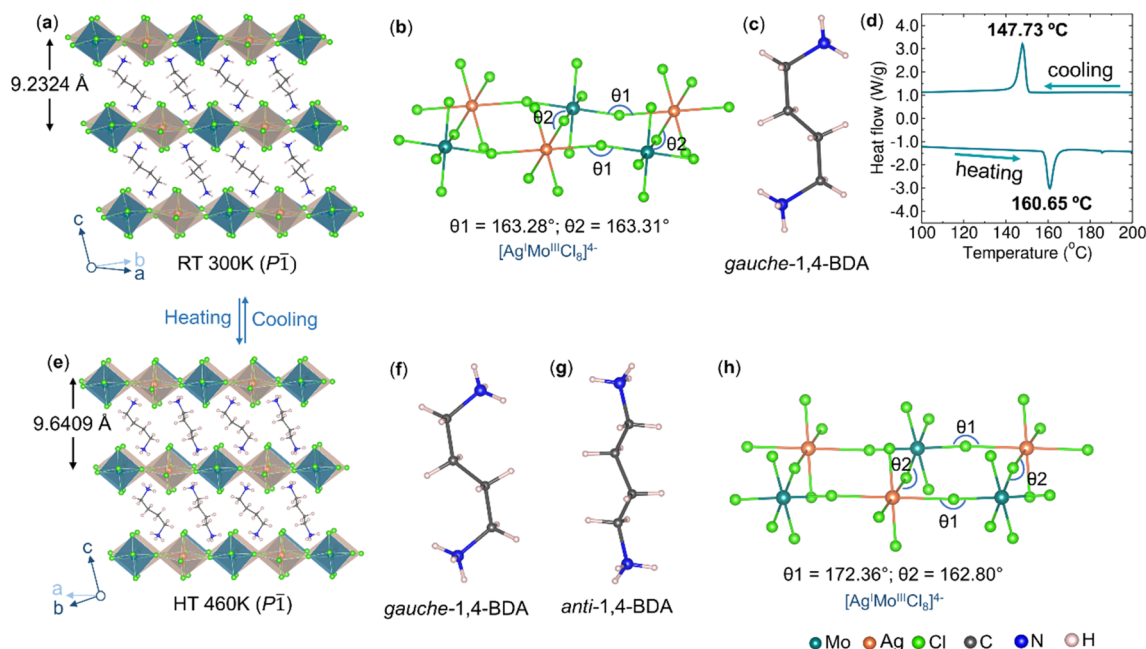 (a)
9.2324 Å
c
b
a
RT 300K (P1̄)
(b)
θ1
θ2
θ2
θ1
θ1 = 163.28°; θ2 = 163.31°
[AgᴵMoᴵᴵᴵCl₈]⁴⁻
(c)
gauche-1,4-BDA
(d)
4.0
3.0
2.0
1.0
0.0
-1.0
-2.0
-3.0
-4.0
Heat flow (W/g)
147.73 ºC
cooling
heating
160.65 ºC
100 120 140 160 180 200
Temperature (°C)
Heating
Cooling
(e)
9.6409 Å
c
a
b
HT 460K (P1̄)
(f)
gauche-1,4-BDA
(g)
anti-1,4-BDA
(h)
θ1
θ2
θ2
θ1
θ1 = 172.36°; θ2 = 162.80°
[AgᴵMoᴵᴵᴵCl₈]⁴⁻
Mo Ag Cl C N H